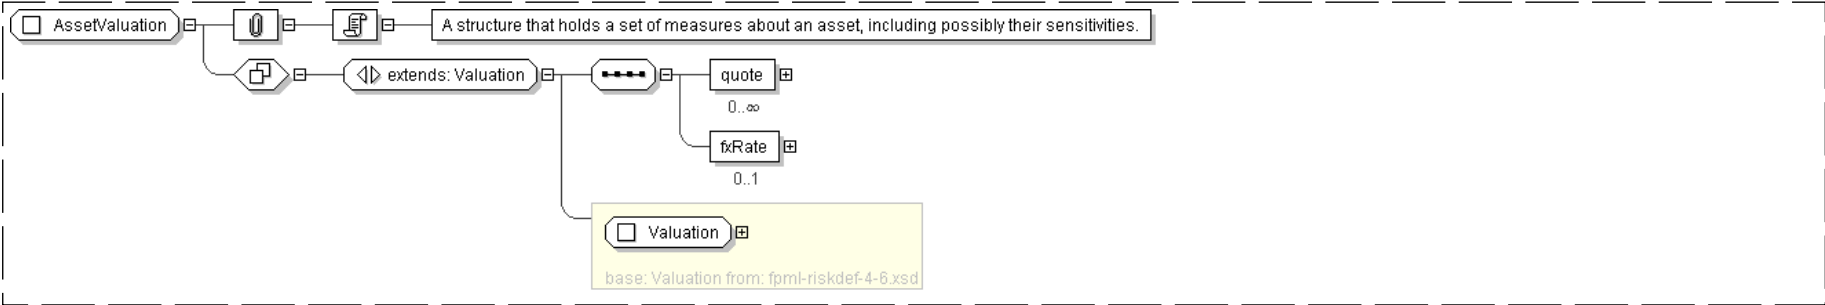 AssetValuation
A structure that holds a set of measures about an asset, including possibly their sensitivities.
extends: Valuation
quote
0..∞
fxRate
0..1
Valuation
base: Valuation from: fpml-riskdef-4-6.xsd